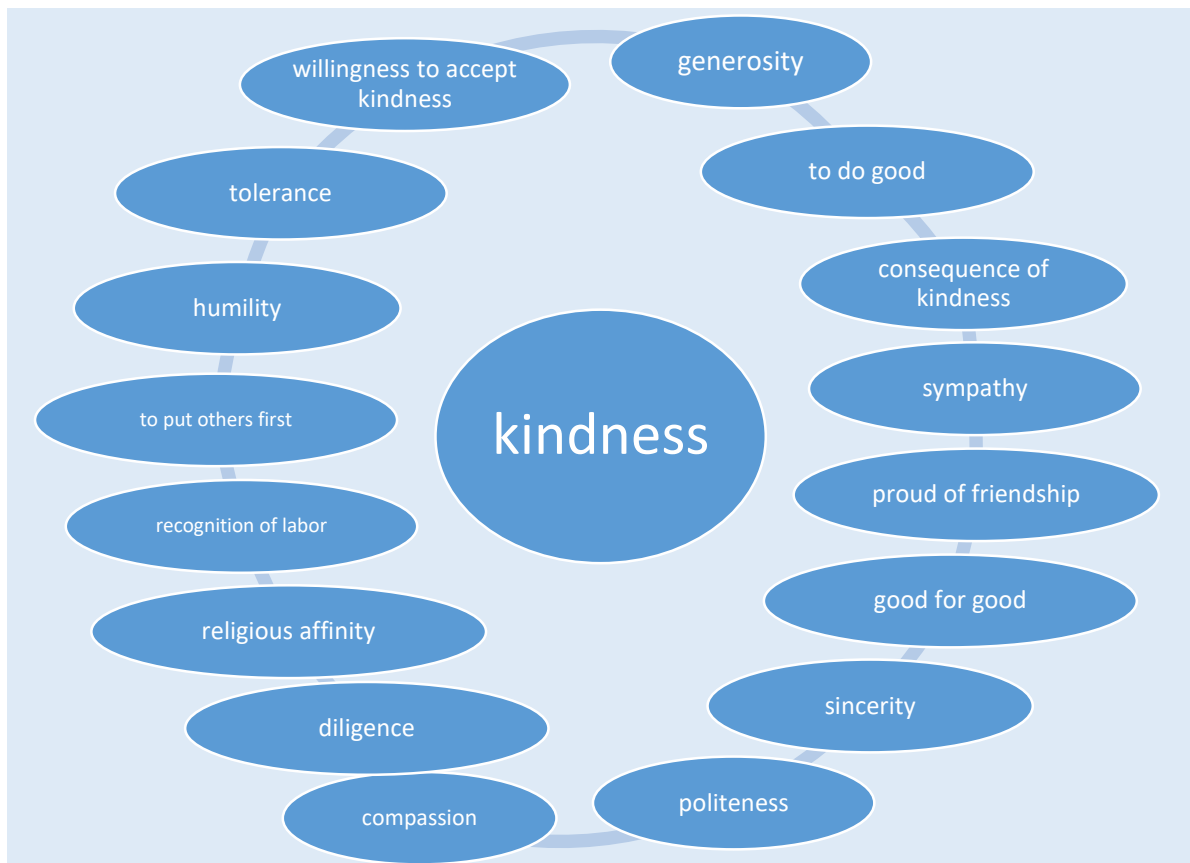 generosity
to do good
consequence of
kindness
sympathy
proud of friendship
good for good
sincerity
politeness
compassion
diligence
religious affinity
recognition of labor
to put others first
humility
tolerance
willingness to accept
kindness
kindness